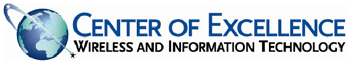 CENTER OF EXCELLENCE
WIRELESS AND INFORMATION TECHNOLOGY